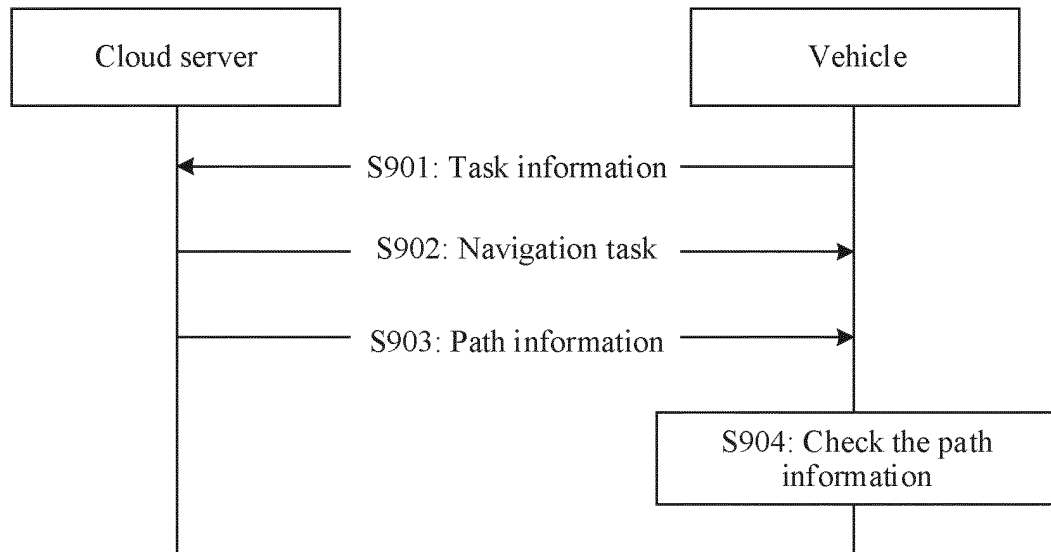 Cloud server
Vehicle
S901: Task information
S902: Navigation task
S903: Path information
S904: Check the path
information